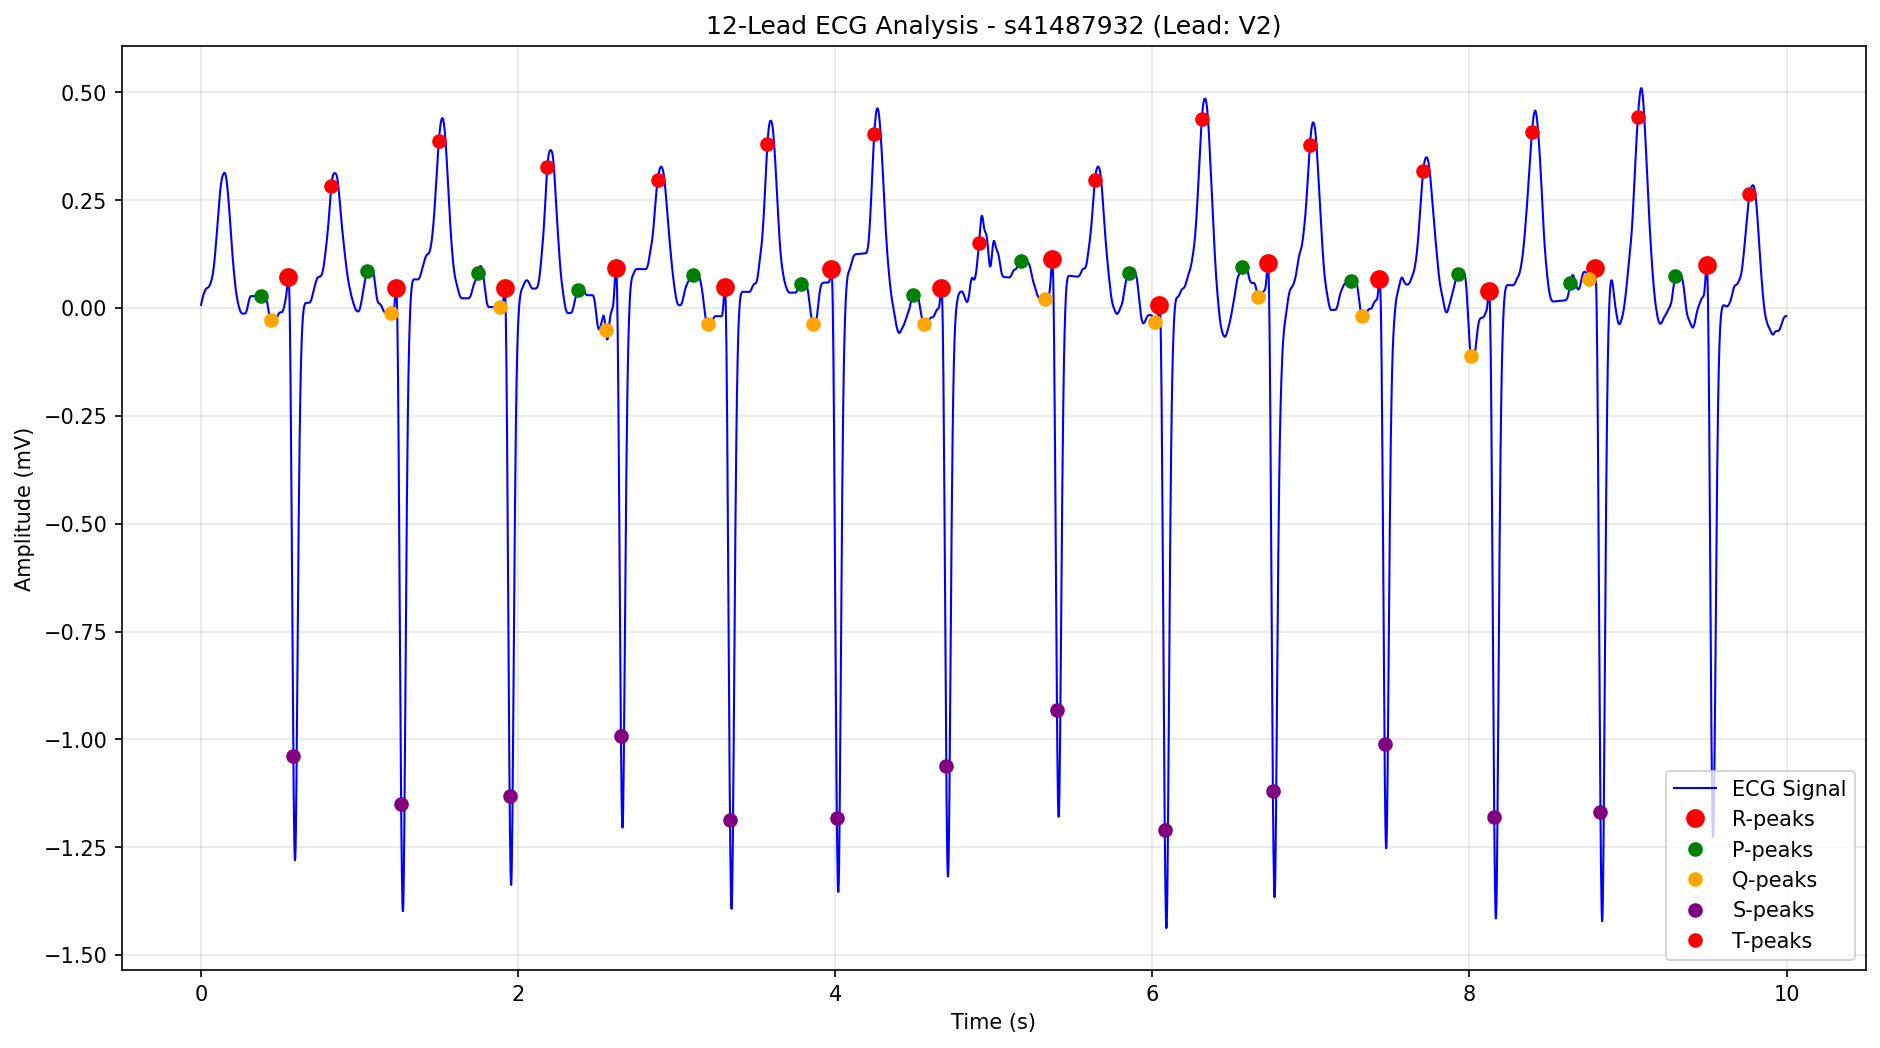 12-Lead ECG Analysis - s41487932 (Lead: V2)
Amplitude (mV)
0.50
0.25
0.00
−0.25
−0.50
−0.75
−1.00
−1.25
−1.50
ECG Signal
R-peaks
P-peaks
Q-peaks
S-peaks
T-peaks
0 2 4 6 8 10
Time (s)